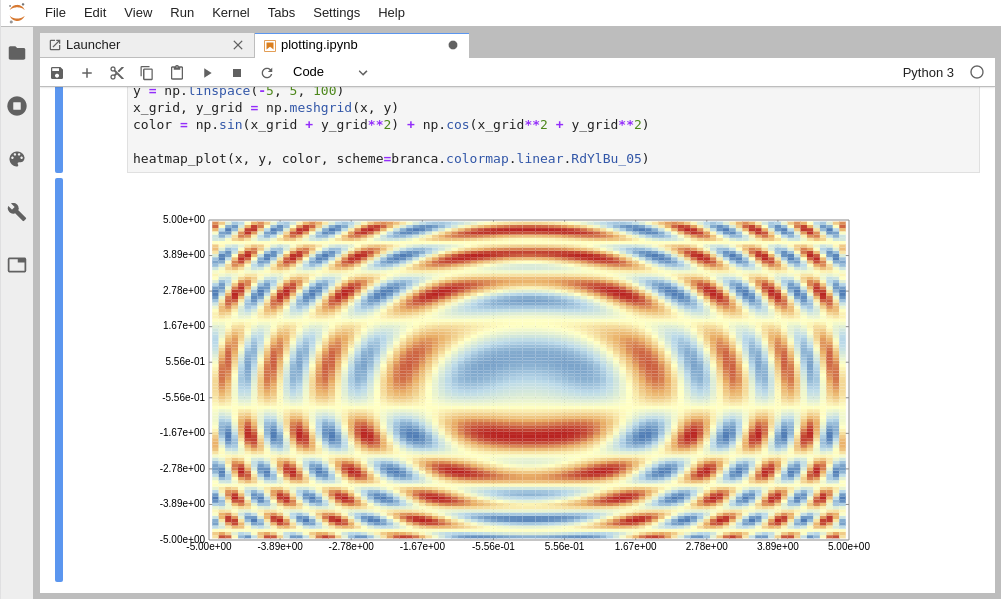 File Edit View Run Kernel Tabs Settings Help
Launcher plotting.ipynb
Code Python 3
y = np.linspace(-5, 5, 100)
x_grid, y_grid = np.meshgrid(x, y)
color = np.sin(x_grid + y_grid**2) + np.cos(x_grid**2 + y_grid**2)
heatmap_plot(x, y, color, scheme=branca.colormap.linear.RdYlBu_05)
5.00e+00
3.89e+00
2.78e+00
1.67e+00
5.56e-01
-5.56e-01
-1.67e+00
-2.78e+00
-3.89e+00
-5.00e+00
-5.00e+00 -3.89e+00 -2.78e+00 -1.67e+00 -5.56e-01 5.56e-01 1.67e+00 2.78e+00 3.89e+00 5.00e+00